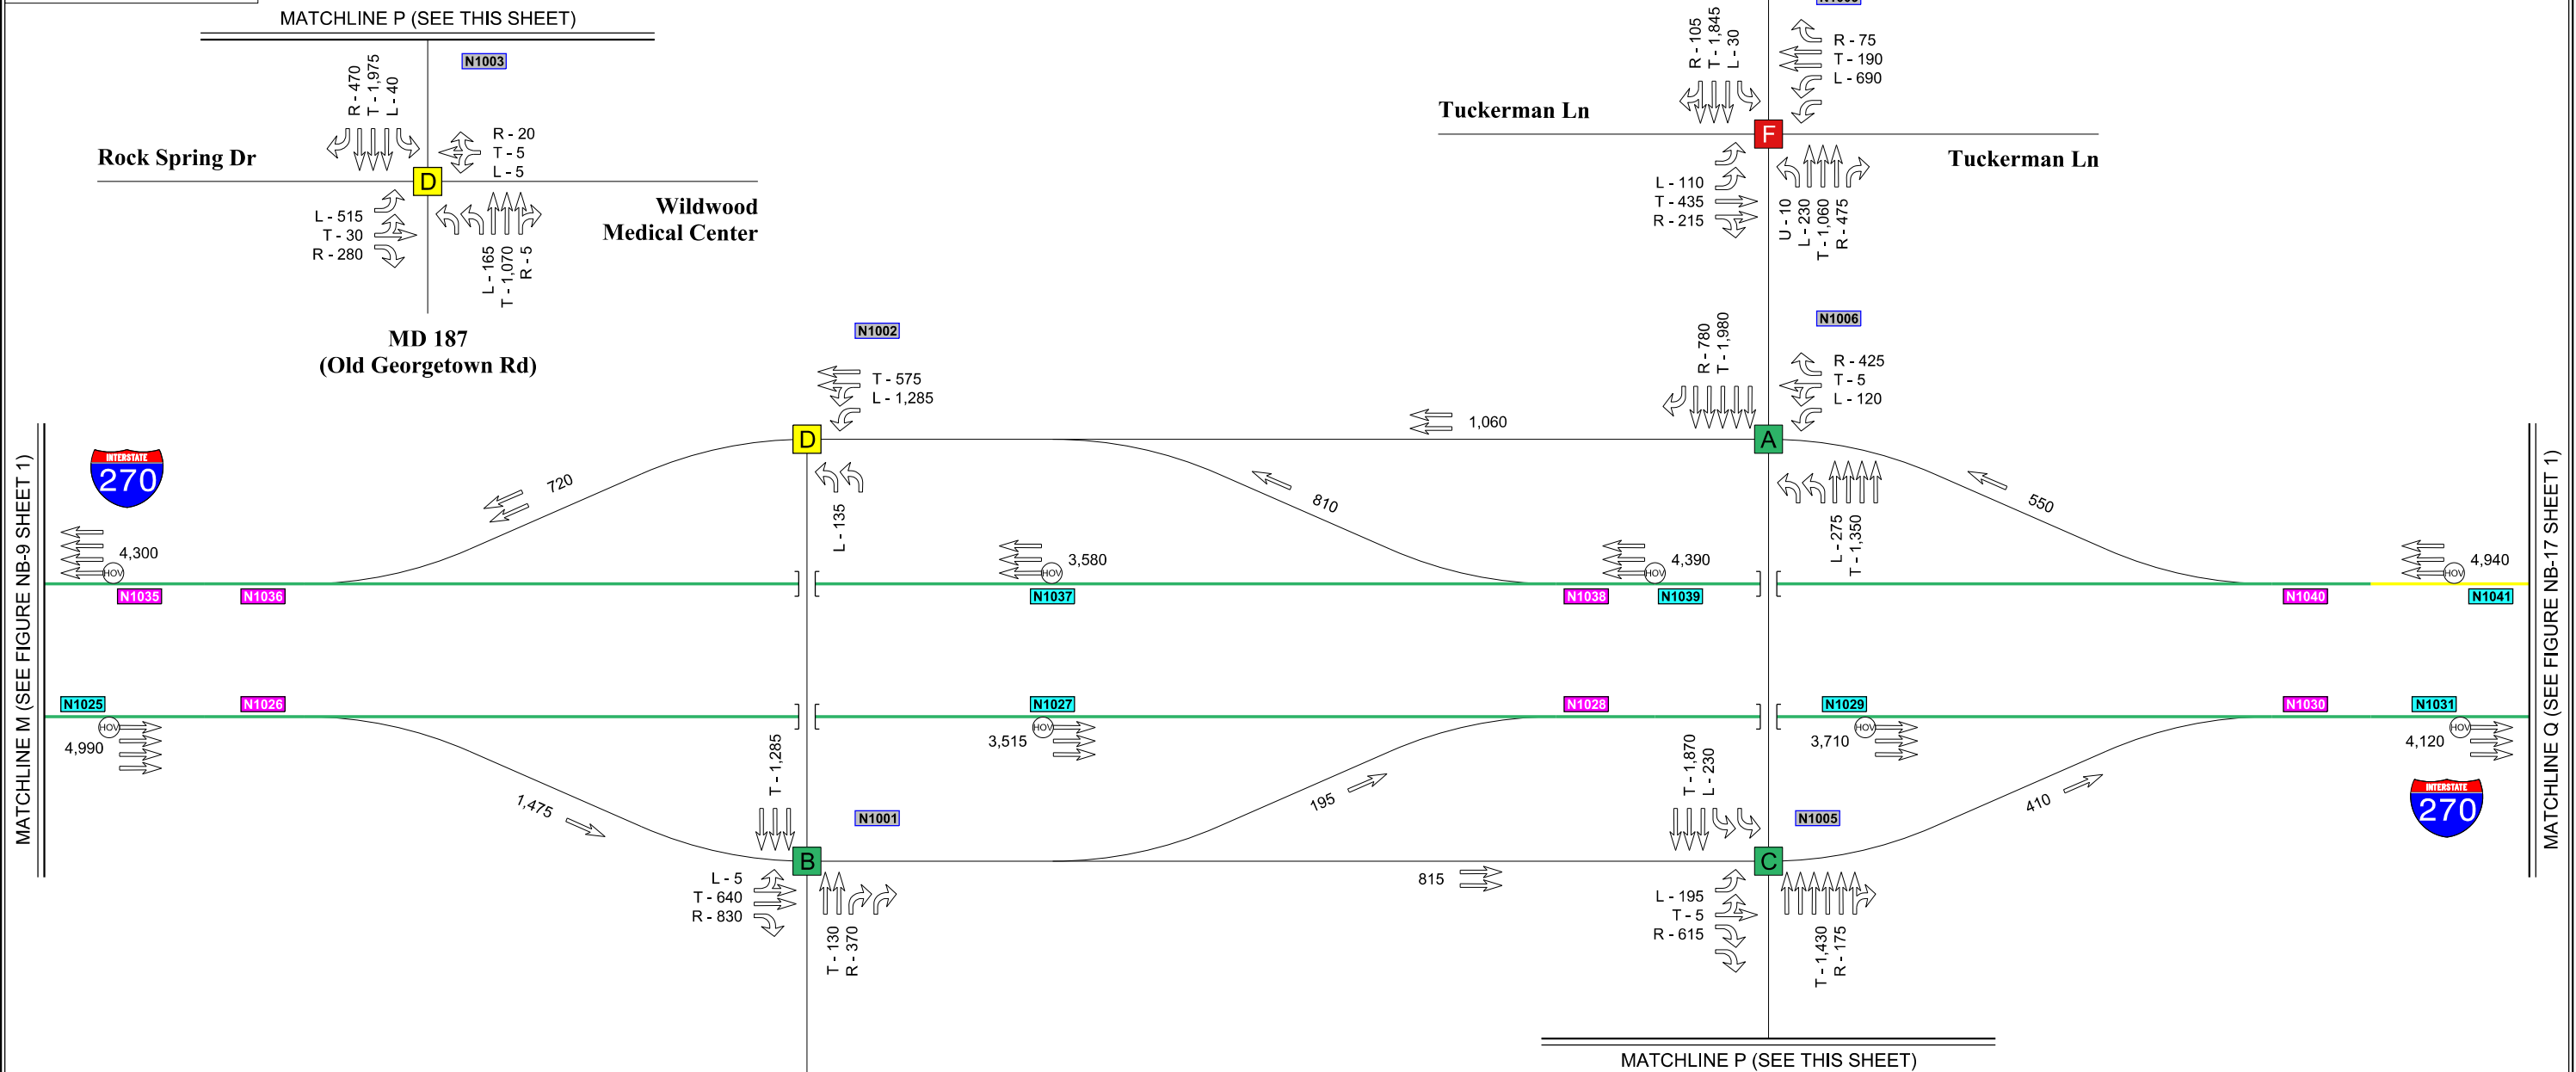 MATCHLINE P (SEE THIS SHEET)
N1003
R - 470
T - 1,975
L - 40
R - 20
T - 5
L - 5
Rock Spring Dr
D
L - 515
T - 30
R - 280
L - 165
T - 1,070
R - 5
Wildwood
Medical Center
MD 187
(Old Georgetown Rd)
R - 105
T - 1,845
L - 30
R - 75
T - 190
L - 690
Tuckerman Ln
F
Tuckerman Ln
L - 110
T - 435
R - 215
U - 10
L - 230
T - 1,060
R - 475
N1002
T - 575
L - 1,285
D
L - 135
N1006
R - 780
T - 1,980
R - 425
T - 5
L - 120
1,060
A
L - 275
T - 1,350
MATCHLINE M (SEE FIGURE NB-9 SHEET 1)
INTERSTATE
270
720
810
550
4,300
HOV
3,580
HOV
4,390
HOV
4,940
HOV
N1035
N1036
N1037
N1038
N1039
N1040
N1041
MATCHLINE Q (SEE FIGURE NB-17 SHEET 1)
N1025
N1026
N1027
N1028
N1029
N1030
N1031
HOV
4,990
HOV
3,515
HOV
3,710
HOV
4,120
1,475
T - 1,285
195
T - 1,870
L - 230
410
INTERSTATE
270
N1001
N1005
B
C
L - 5
T - 640
R - 830
T - 130
R - 370
815
L - 195
T - 5
R - 615
T - 1,430
R - 175
MATCHLINE P (SEE THIS SHEET)